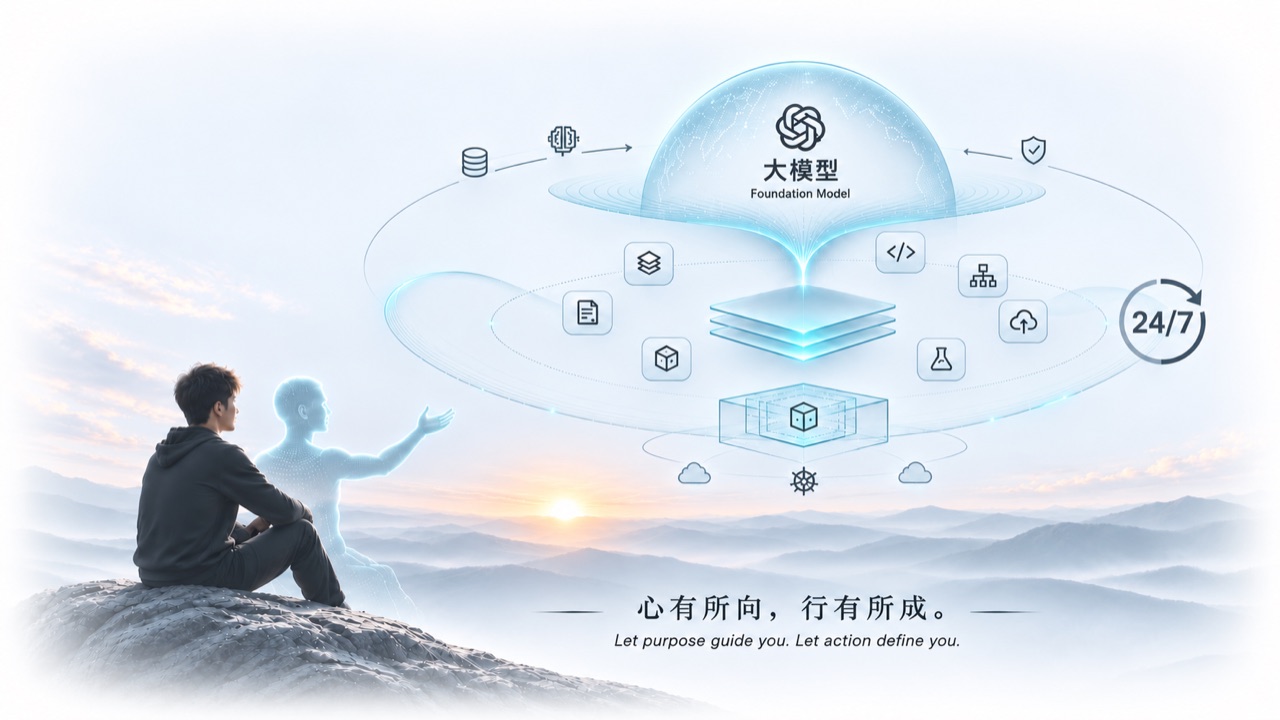 大模型
Foundation Model
</>
24/7
心有所向，行有所成。
Let purpose guide you. Let action define you.